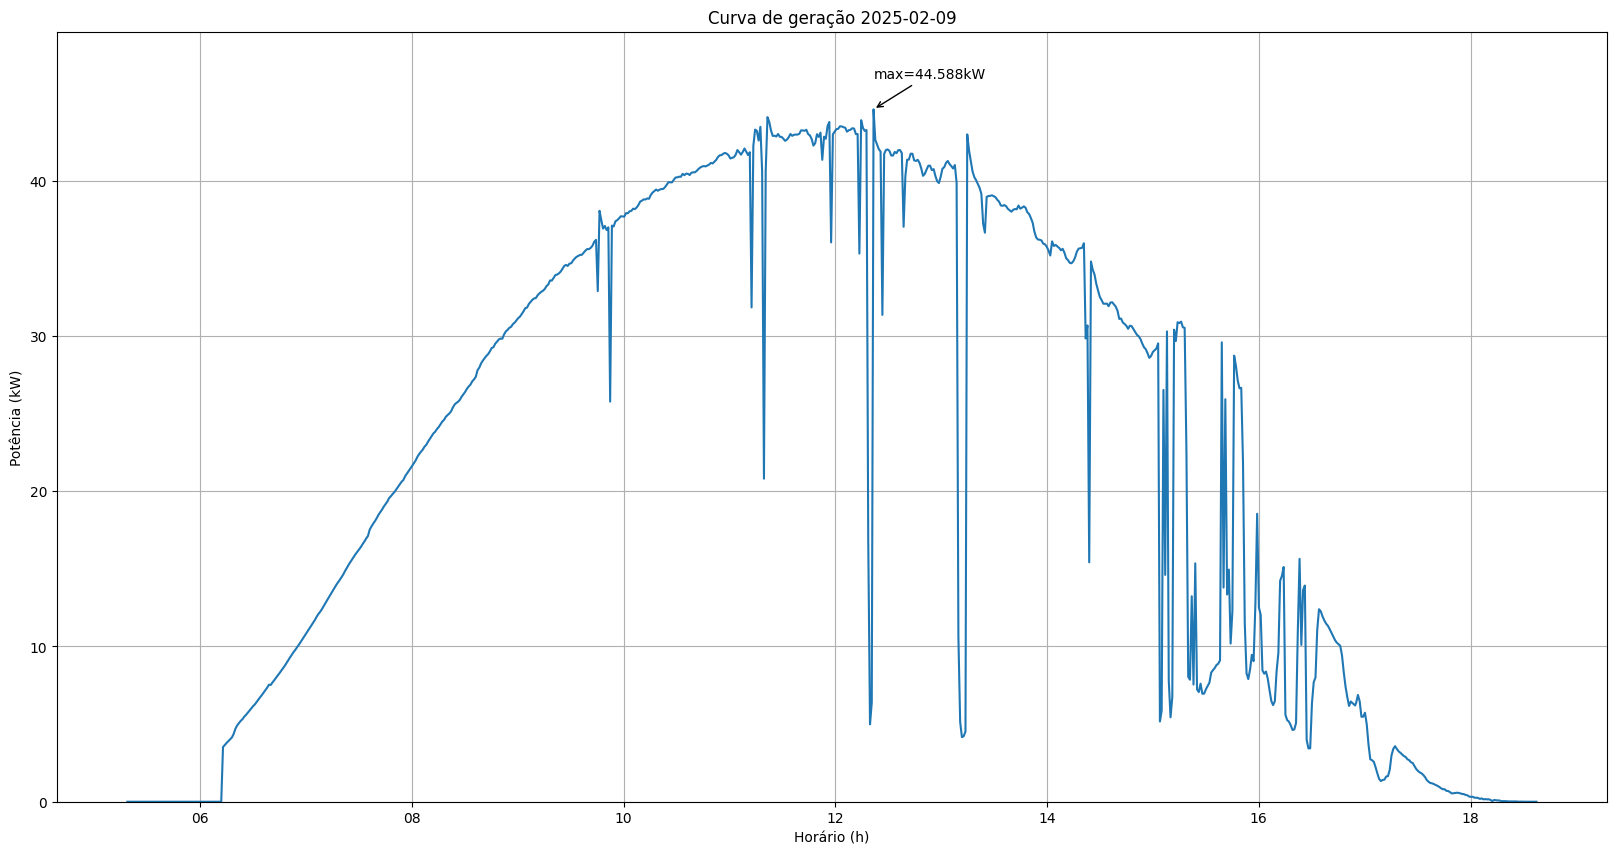 Curva de geração 2025-02-09
max=44.588kW
Potência (kW)
40
30
20
10
0
06 08 10 12 14 16 18
Horário (h)